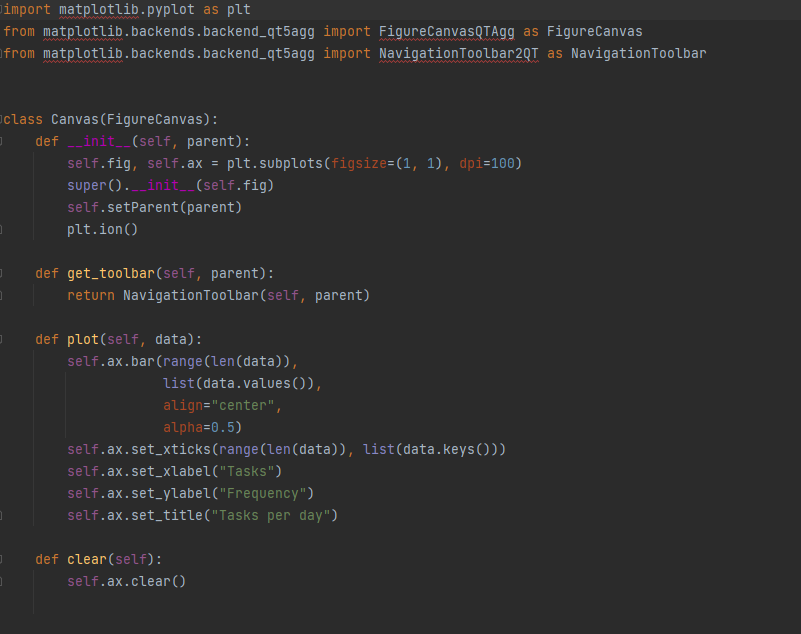 import matplotlib.pyplot as plt
from matplotlib.backends.backend_qt5agg import FigureCanvasQTAgg as FigureCanvas
from matplotlib.backends.backend_qt5agg import NavigationToolbar2QT as NavigationToolbar
class Canvas(FigureCanvas):
    def __init__(self, parent):
        self.fig, self.ax = plt.subplots(figsize=(1, 1), dpi=100)
        super().__init__(self.fig)
        self.setParent(parent)
        plt.ion()
    def get_toolbar(self, parent):
        return NavigationToolbar(self, parent)
    def plot(self, data):
        self.ax.bar(range(len(data)),
                    list(data.values()),
                    align="center",
                    alpha=0.5)
        self.ax.set_xticks(range(len(data)), list(data.keys()))
        self.ax.set_xlabel("Tasks")
        self.ax.set_ylabel("Frequency")
        self.ax.set_title("Tasks per day")
    def clear(self):
        self.ax.clear()